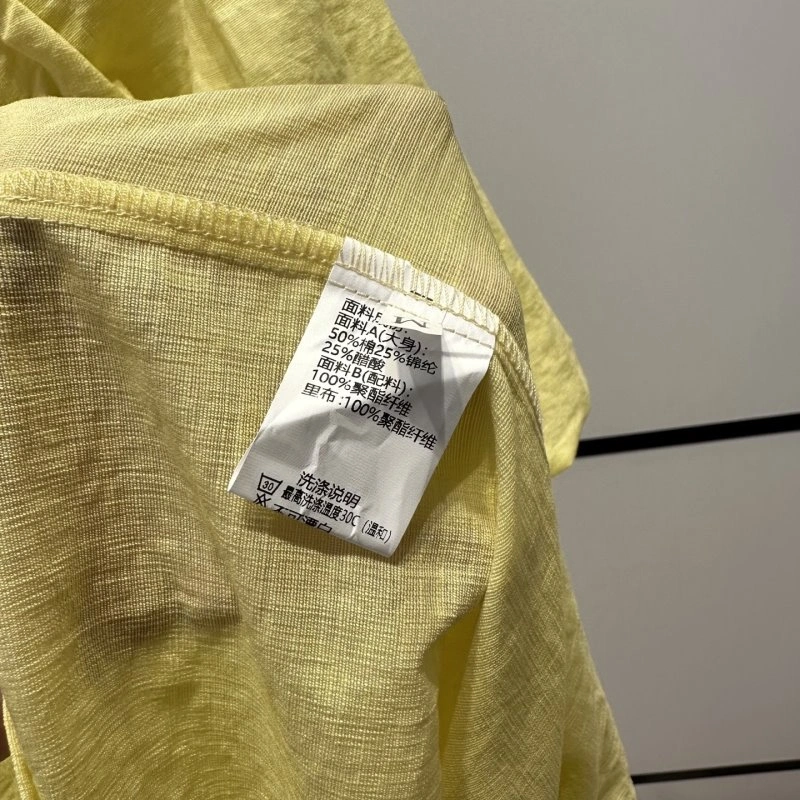 M
面料A(大身):
50%棉25%锦纶
25%醋酸
面料B(配料):
100%聚酯纤维
里布:100%聚酯纤维
洗涤说明
30
最高洗涤温度30C (温和)